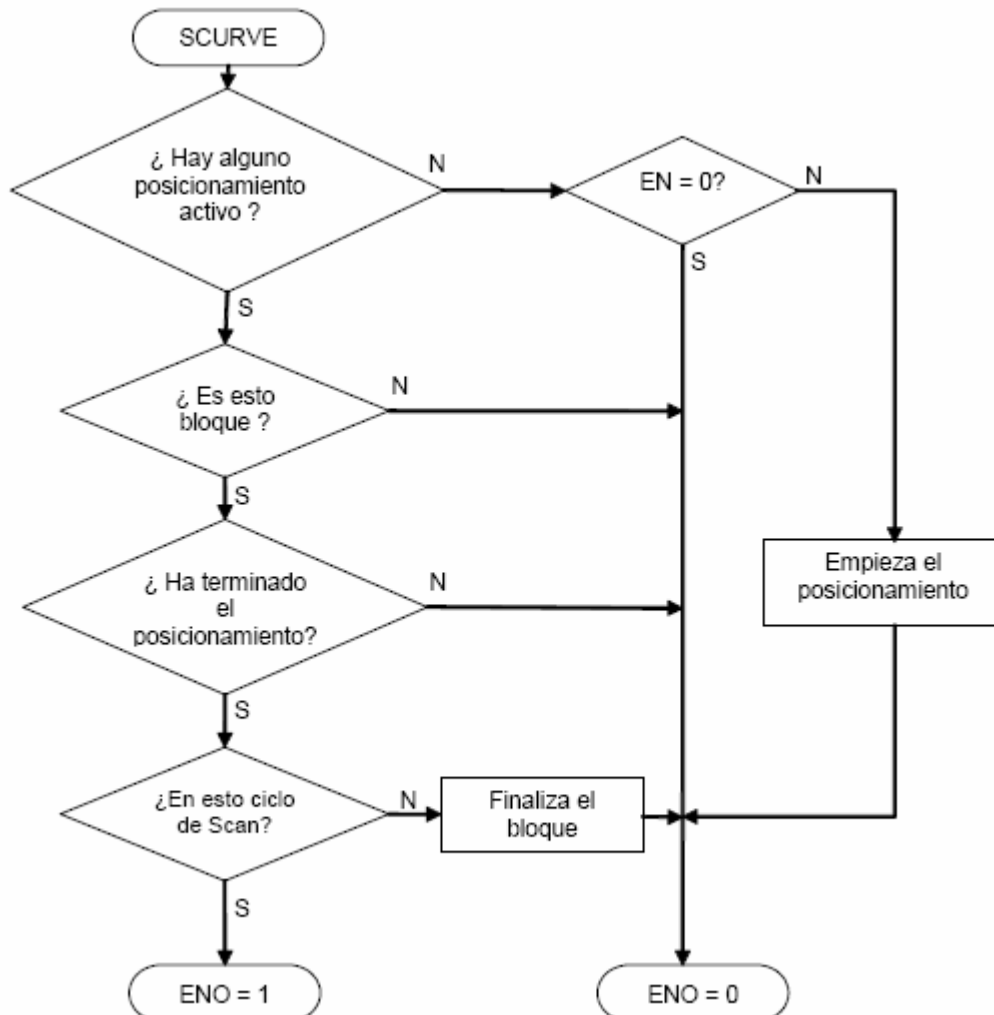 SCURVE
¿ Hay alguno
posicionamiento
activo ?
N
EN = 0?
N
S
S
¿ Es esto
bloque ?
N
S
¿ Ha terminado
el
posicionamiento?
N
Empieza el
posicionamiento
S
¿En esto ciclo
de Scan?
N
Finaliza el
bloque
S
ENO = 1
ENO = 0